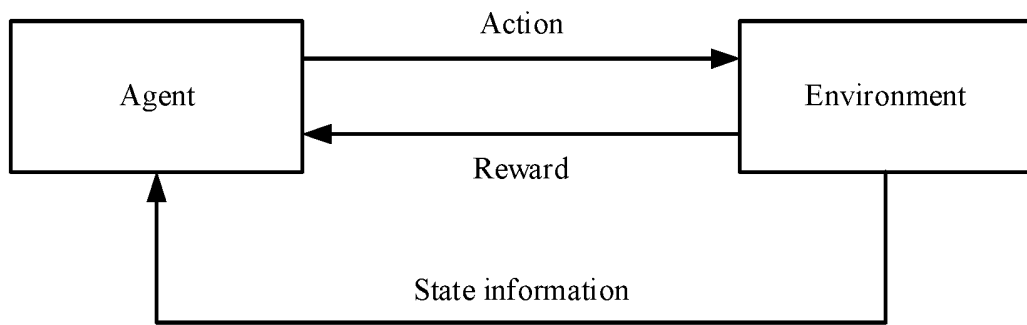 Action
Agent
Environment
Reward
State information